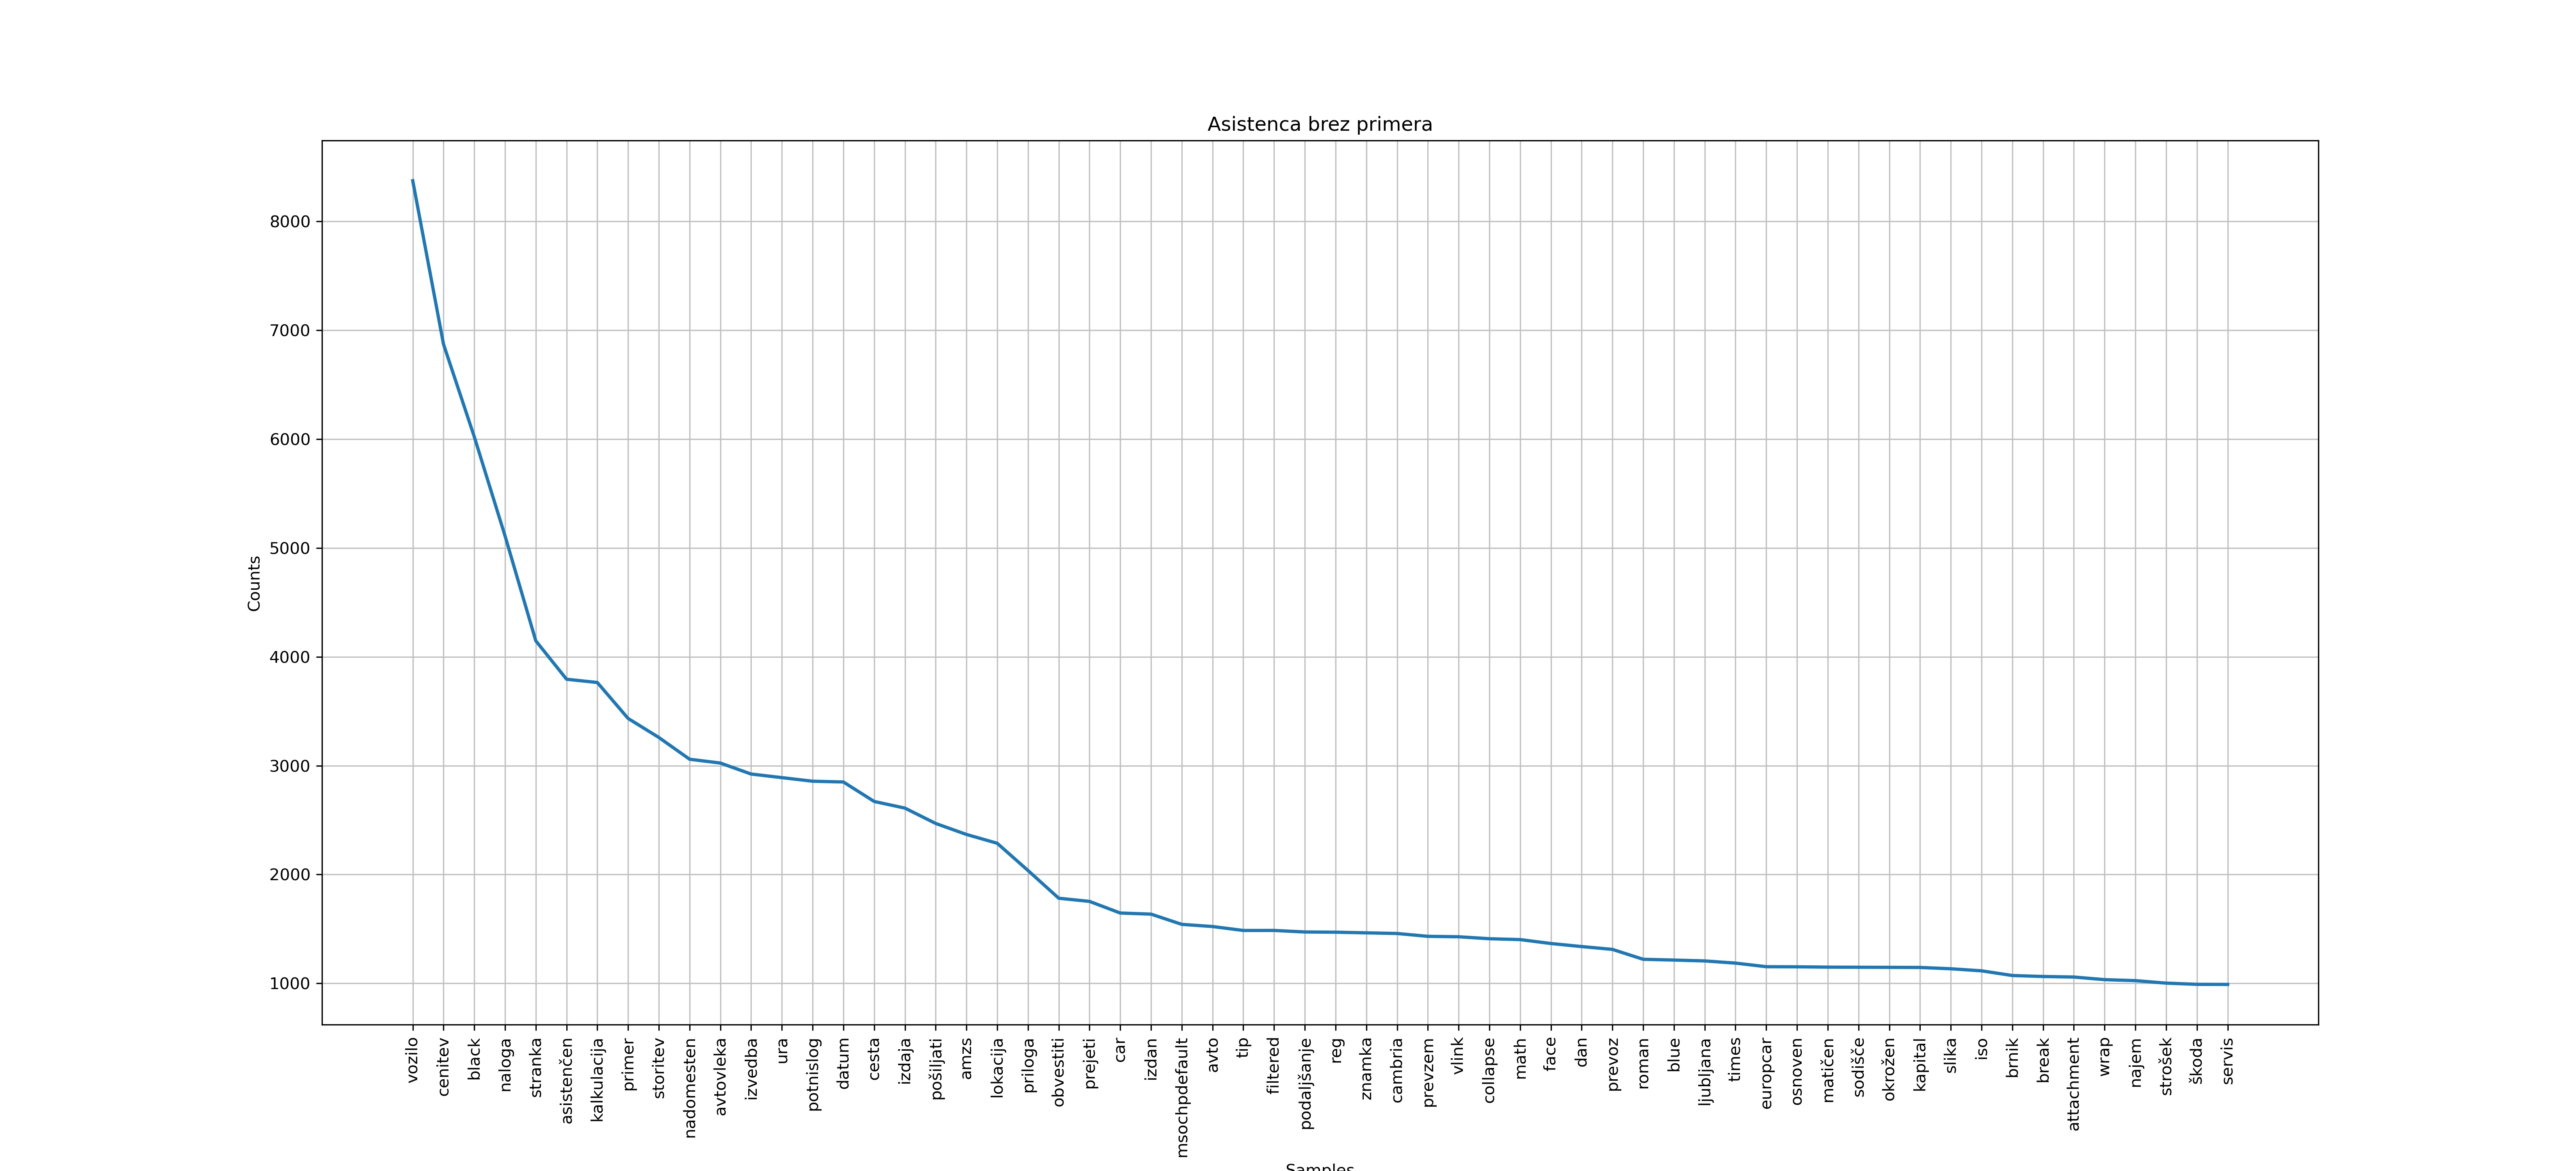 Asistenca brez primera
Counts
8000
7000
6000
5000
4000
3000
2000
1000
vozilo
cenitev
black
naloga
stranka
asistenčen
kalkulacija
primer
storitev
nadomesten
avtovleka
izvedba
ura
potnislog
datum
cesta
izdaja
pošiljati
amzs
lokacija
priloga
obvestiti
prejeti
car
izdan
msochpdefault
avto
tip
filtered
podaljšanje
reg
znamka
cambria
prevzem
vlink
collapse
math
face
dan
prevoz
roman
blue
ljubljana
times
europcar
osnoven
matičen
sodišče
okrožen
kapital
slika
iso
brnik
break
attachment
wrap
najem
strošek
škoda
servis
Samples